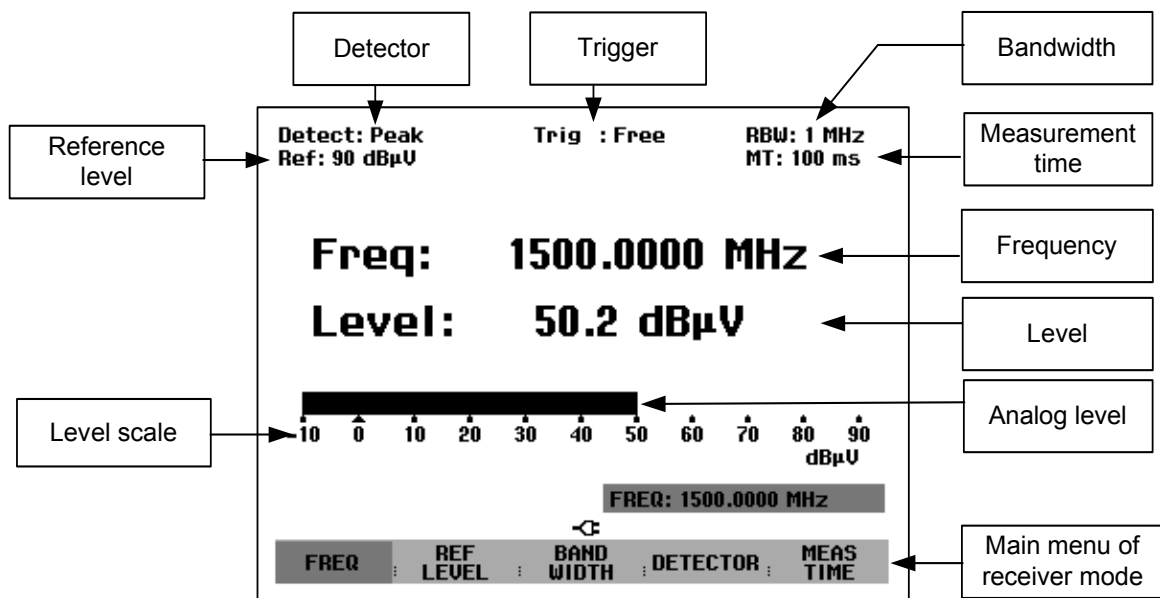 Detector
Trigger
Bandwidth
Reference
level
Detect: Peak
Ref: 90 dBµV
Trig : Free
RBW: 1 MHz
MT: 100 ms
Measurement
time
Freq: 1500.0000 MHz
Frequency
Level: 50.2 dBµV
Level
Analog level
Level scale
-10 0 10 20 30 40 50 60 70 80 90
dBµV
FREQ: 1500.0000 MHz
FREQ
REF
LEVEL
BAND
WIDTH
DETECTOR
MEAS
TIME
Main menu of
receiver mode